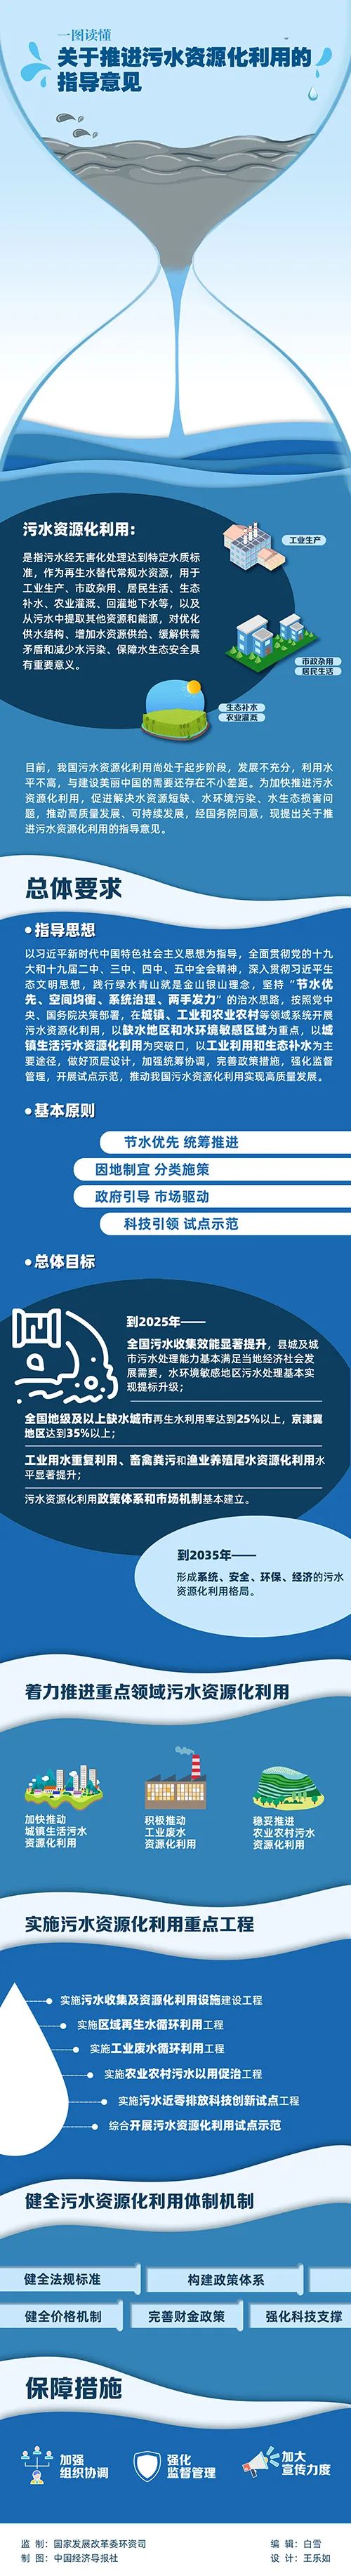 一图读懂
关于推进污水资源化利用的
指导意见
污水资源化利用：
是指污水经无害化处理达到特定水质标
准，作为再生水替代常规水资源，用于
工业生产、市政杂用、居民生活、生态
补水、农业灌溉、回灌地下水等，以及
从污水中提取其他资源和能源，对优化
供水结构、增加水资源供给、缓解供需
矛盾和减少水污染、保障水生态安全具
有重要意义。
工业生产
市政杂用
居民生活
生态补水
农业灌溉
目前，我国污水资源化利用尚处于起步阶段，发展不充分，利用水
平不高，与建设美丽中国的需要还存在不小差距。为加快推进污水
资源化利用，促进解决水资源短缺、水环境污染、水生态损害问
题，推动高质量发展、可持续发展，经国务院同意，现提出关于推
进污水资源化利用的指导意见。
总体要求
指导思想
以习近平新时代中国特色社会主义思想为指导，全面贯彻党的十九
大和十九届二中、三中、四中、五中全会精神，深入贯彻习近平生
态文明思想，践行绿水青山就是金山银山理念，坚持“节水优
先、空间均衡、系统治理、两手发力”的治水思路，按照党中
央、国务院决策部署，在城镇、工业和农业农村等领域系统开展
污水资源化利用，以缺水地区和水环境敏感区域为重点，以城
镇生活污水资源化利用为突破口，以工业利用和生态补水为主
要途径，做好顶层设计，加强统筹协调，完善政策措施，强化监督
管理，开展试点示范，推动我国污水资源化利用实现高质量发展。
基本原则
节水优先 统筹推进
因地制宜 分类施策
政府引导 市场驱动
科技引领 试点示范
总体目标
到2025年——
全国污水收集效能显著提升，县城及城
市污水处理能力基本满足当地经济社会发
展需要，水环境敏感地区污水处理基本实
现提标升级；
全国地级及以上缺水城市再生水利用率达到25%以上，京津冀
地区达到35%以上；
工业用水重复利用、畜禽粪污和渔业养殖尾水资源化利用水
平显著提升；
污水资源化利用政策体系和市场机制基本建立。
到2035年——
形成系统、安全、环保、经济的污水
资源化利用格局。
着力推进重点领域污水资源化利用
加快推动
城镇生活污水
资源化利用
积极推动
工业废水
资源化利用
稳妥推进
农业农村污水
资源化利用
实施污水资源化利用重点工程
实施污水收集及资源化利用设施建设工程
实施区域再生水循环利用工程
实施工业废水循环利用工程
实施农业农村污水以用促治工程
实施污水近零排放科技创新试点工程
综合开展污水资源化利用试点示范
健全污水资源化利用体制机制
健全法规标准
构建政策体系
健全价格机制
完善财金政策
强化科技支撑
保障措施
加强
组织协调
强化
监督管理
加大
宣传力度
监 制：国家发展改革委环资司
编 辑：白雪
制 图：中国经济导报社
设 计：王乐如